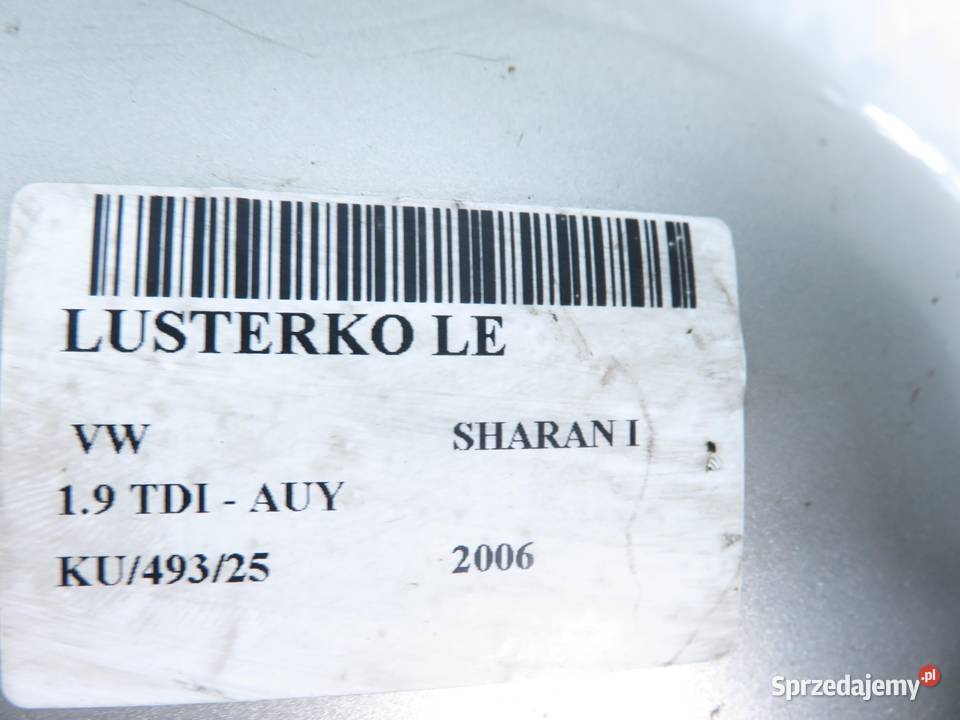 LUSTERKO LE
VW SHARAN I
1.9 TDI - AUY
KU/493/25 2006
Sprzedajemy.pl